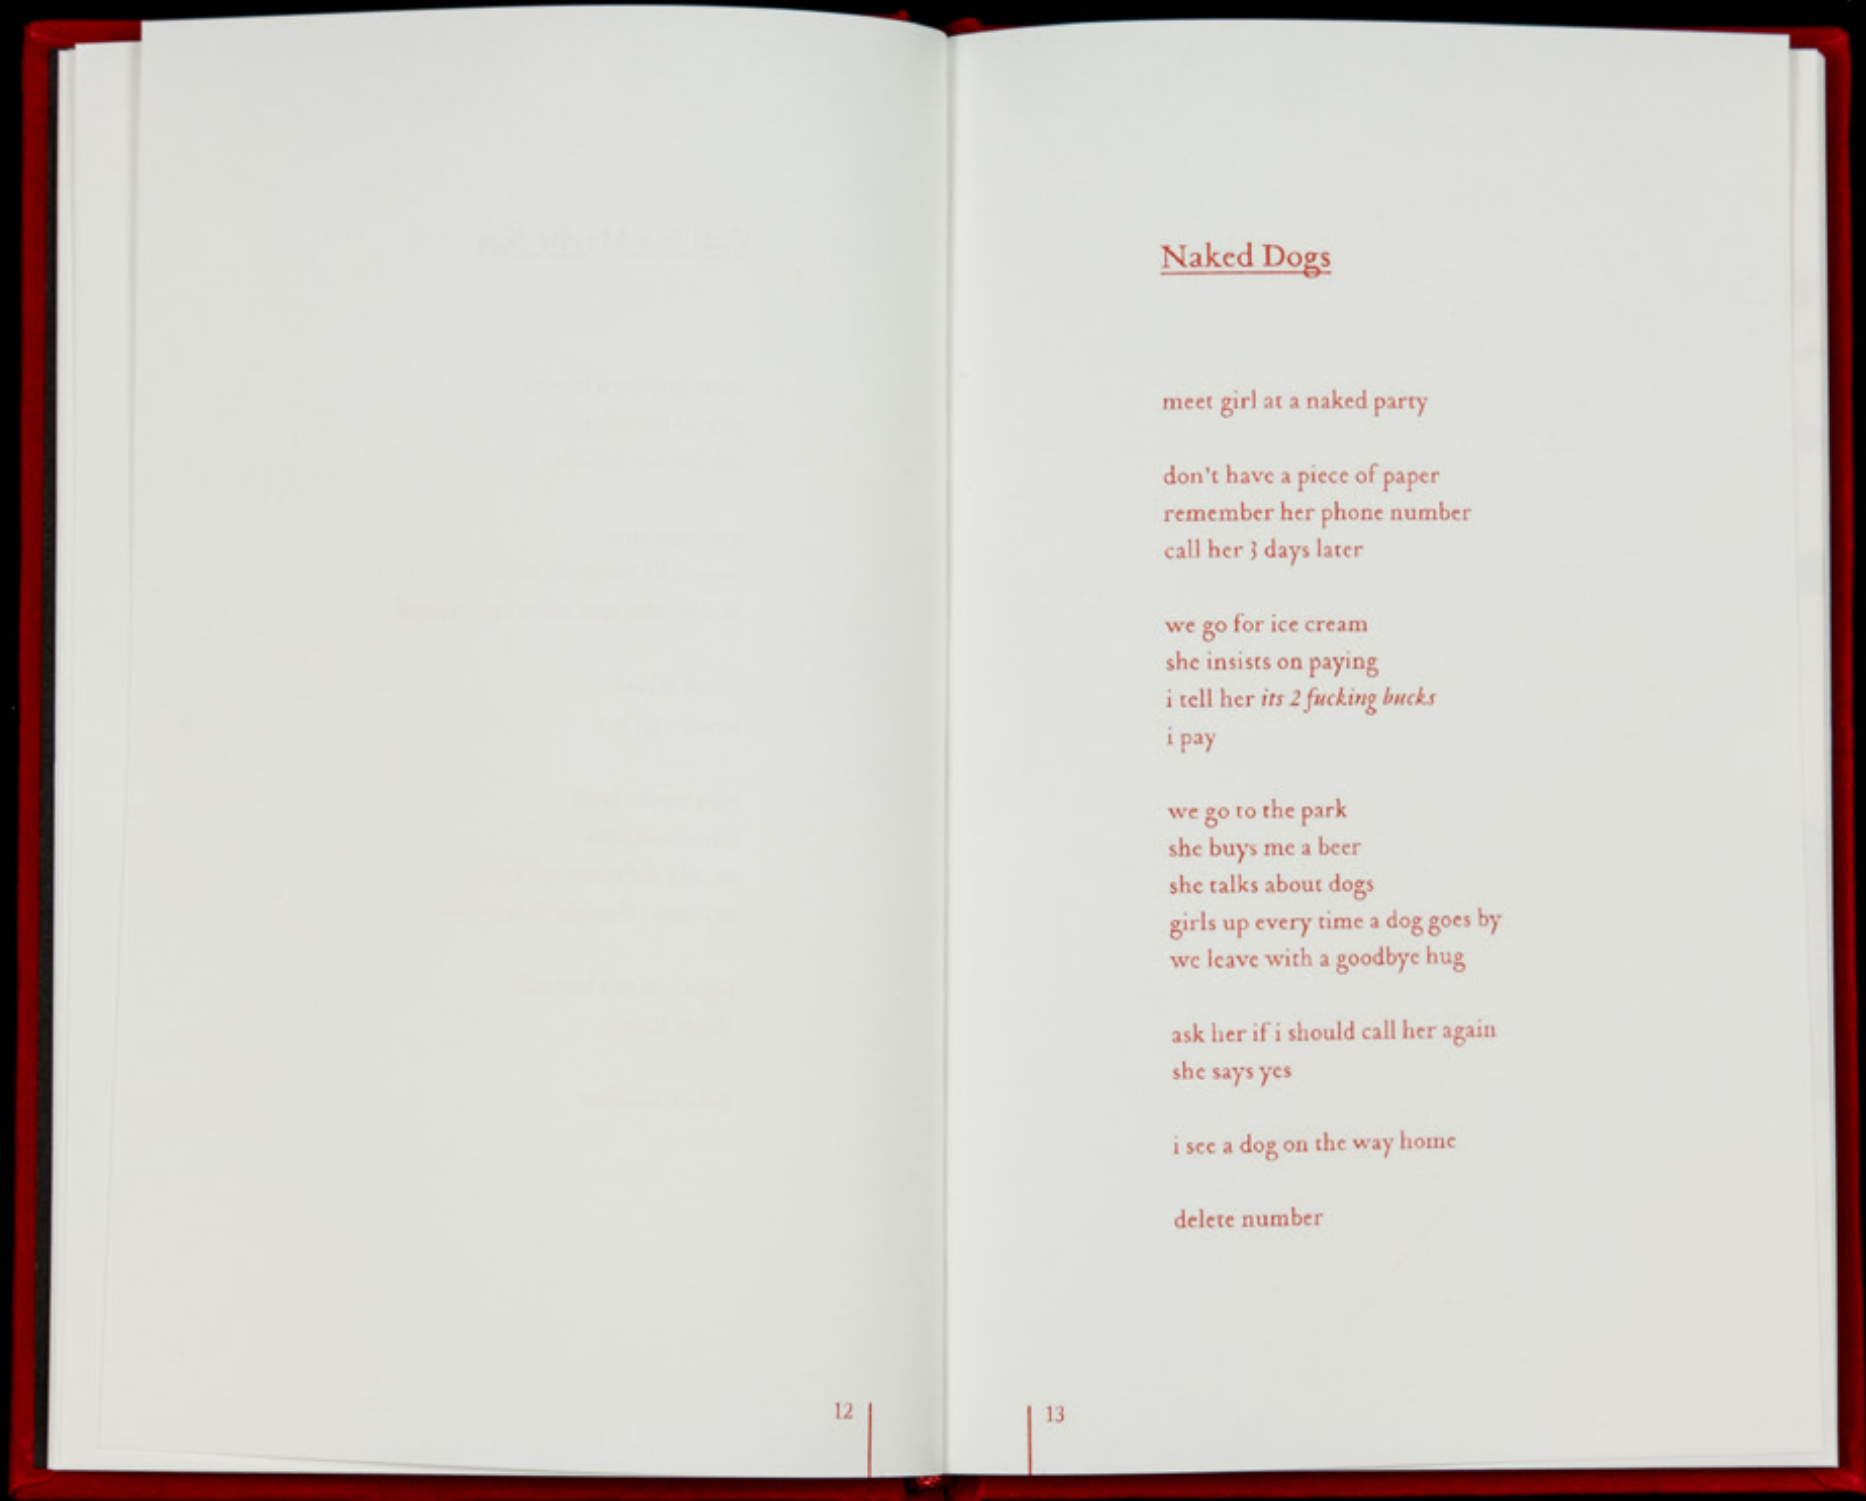 Naked Dogs
meet girl at a naked party
don't have a piece of paper
remember her phone number
call her 3 days later
we go for ice cream
she insists on paying
i tell her its 2 fucking bucks
i pay
we go to the park
she buys me a beer
she talks about dogs
girls up every time a dog goes by
we leave with a goodbye hug
ask her if i should call her again
she says yes
i see a dog on the way home
delete number
12
13